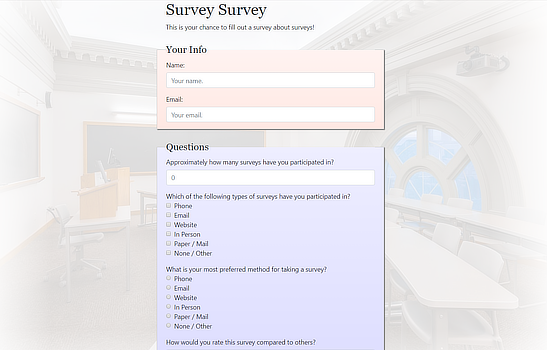 Survey Survey
This is your chance to fill out a survey about surveys!
Your Info
Name:
Your name.
Email:
Your email.
Questions
Approximately how many surveys have you participated in?
0
Which of the following types of surveys have you participated in?
Phone
Email
Website
In Person
Paper / Mail
None / Other
What is your most preferred method for taking a survey?
Phone
Email
Website
In Person
Paper / Mail
None / Other
How would you rate this survey compared to others?